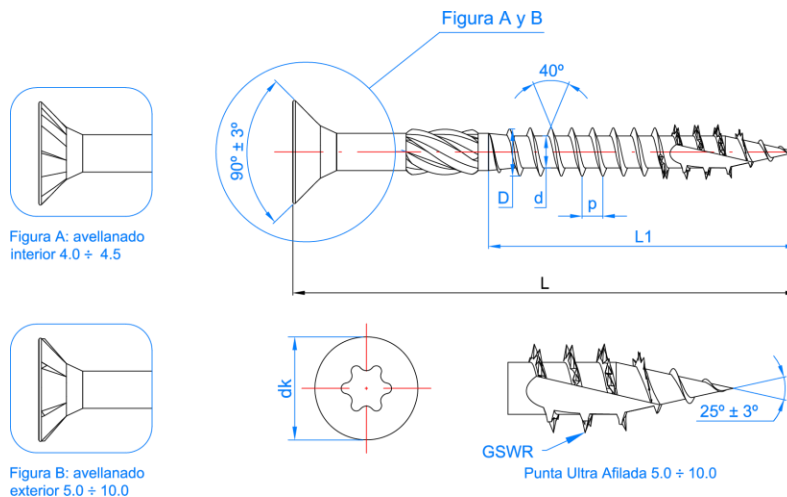 Figura A y B
40º
90º ± 3º
D
d
p
L1
L
Figura A: avellanado
interior 4.0 ÷ 4.5
dk
25º ± 3º
GSWR
Figura B: avellanado
exterior 5.0 ÷ 10.0
Punta Ultra Afilada 5.0 ÷ 10.0